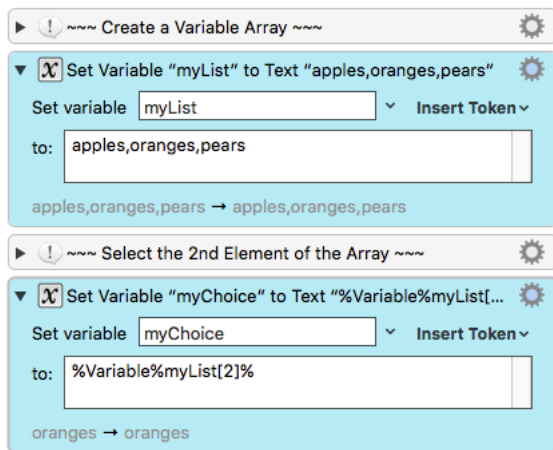 ~~~ Create a Variable Array ~~~
Set Variable “myList” to Text “apples,oranges,pears”
Set variable myList Insert Token
to: apples,oranges,pears
apples,oranges,pears → apples,oranges,pears
~~~ Select the 2nd Element of the Array ~~~
Set Variable “myChoice” to Text “%Variable%myList[...
Set variable myChoice Insert Token
to: %Variable%myList[2]%
oranges → oranges